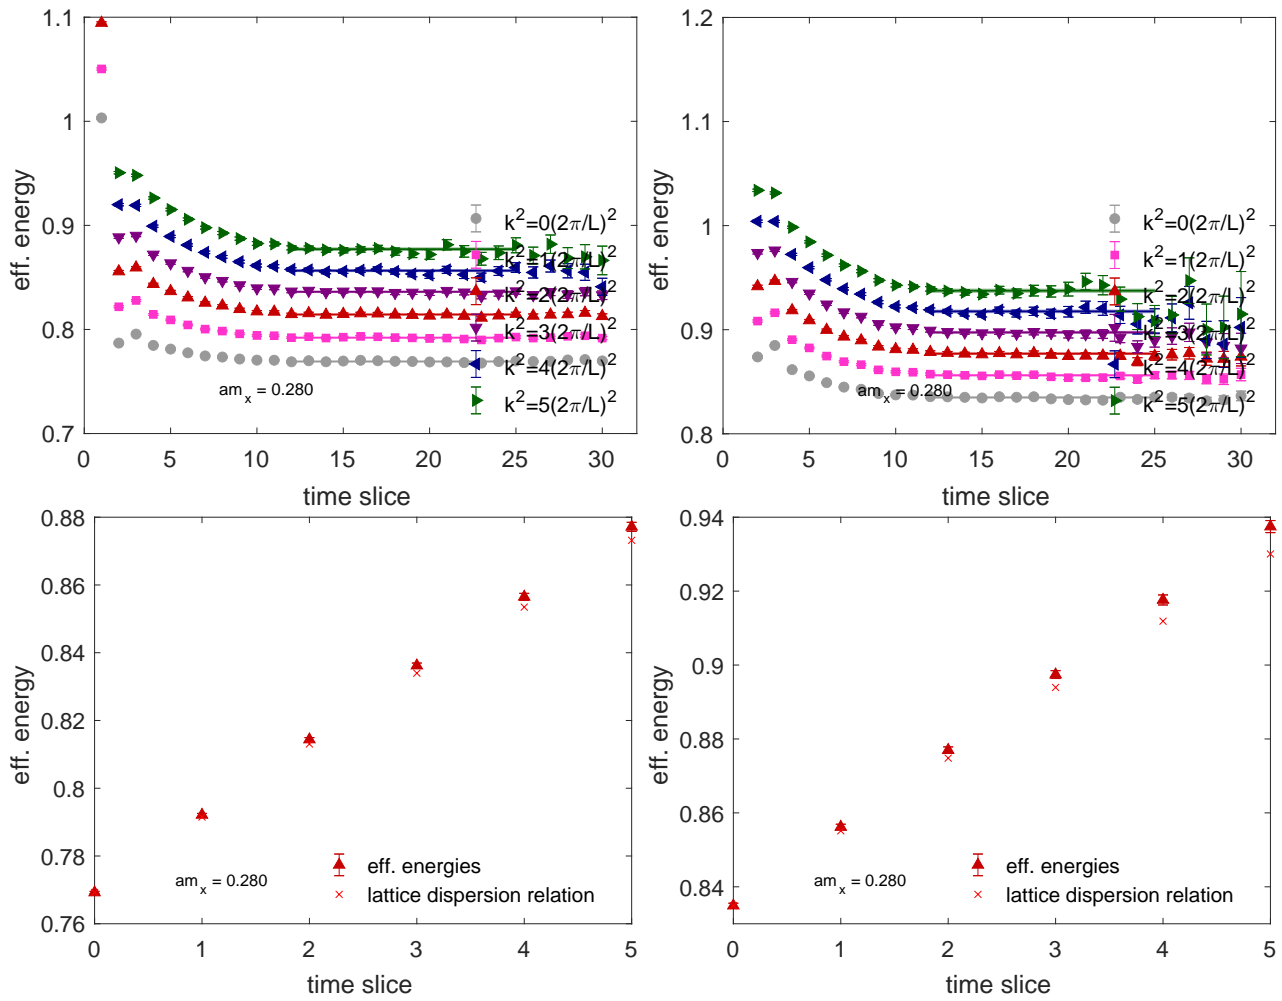 1.1
1
0.9
0.8
0.7
eff. energy
k²=0(2π/L)²
k²=1(2π/L)²
k²=2(2π/L)²
k²=3(2π/L)²
k²=4(2π/L)²
k²=5(2π/L)²
am_x = 0.280
0 5 10 15 20 25 30
time slice
1.2
1.1
1
0.9
0.8
eff. energy
k²=0(2π/L)²
k²=1(2π/L)²
k²=2(2π/L)²
k²=3(2π/L)²
k²=4(2π/L)²
k²=5(2π/L)²
am_x = 0.280
0 5 10 15 20 25 30
time slice
0.88
0.86
0.84
0.82
0.8
0.78
0.76
eff. energy
eff. energies
lattice dispersion relation
am_x = 0.280
0 1 2 3 4 5
time slice
0.94
0.92
0.9
0.88
0.86
0.84
eff. energy
eff. energies
lattice dispersion relation
am_x = 0.280
0 1 2 3 4 5
time slice